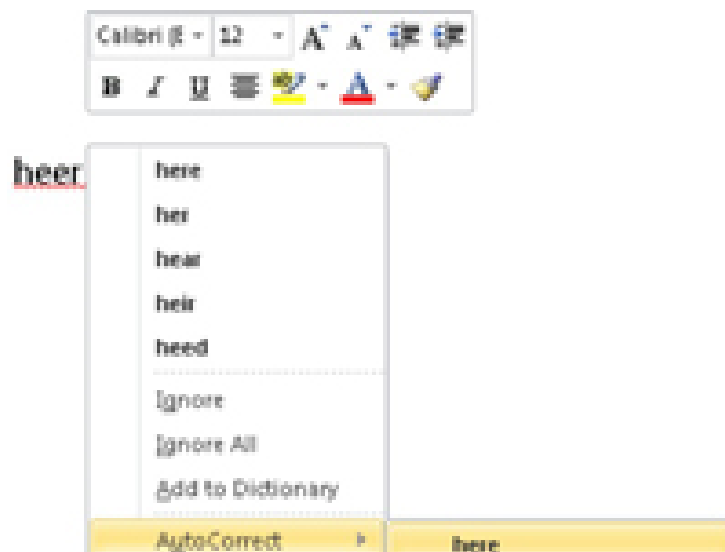 Calibri (E 12 A A
B I U A
heer
here
her
hear
heir
heed
Ignore
Ignore All
Add to Dictionary
AutoCorrect
here